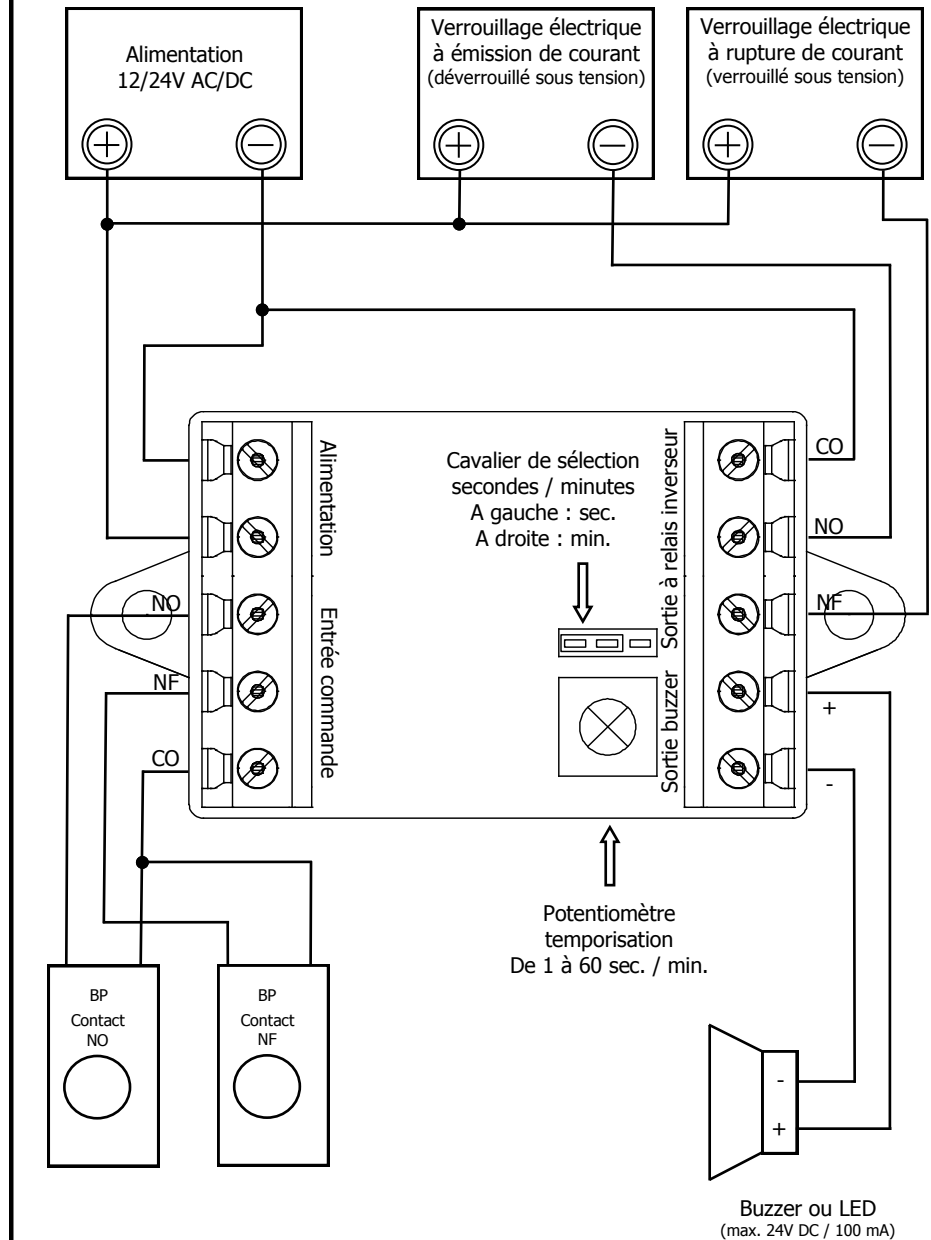 Alimentation
12/24V AC/DC
+
−
Verrouillage électrique
à émission de courant
(déverrouillé sous tension)
+
−
Verrouillage électrique
à rupture de courant
(verrouillé sous tension)
+
−
Alimentation
Entrée commande
NO
NF
CO
Cavalier de sélection
secondes / minutes
A gauche : sec.
A droite : min.
Sortie à relais inverseur
Sortie buzzer
CO
NO
NF
+
-
Potentiomètre
temporisation
De 1 à 60 sec. / min.
BP
Contact
NO
BP
Contact
NF
-
+
Buzzer ou LED
(max. 24V DC / 100 mA)